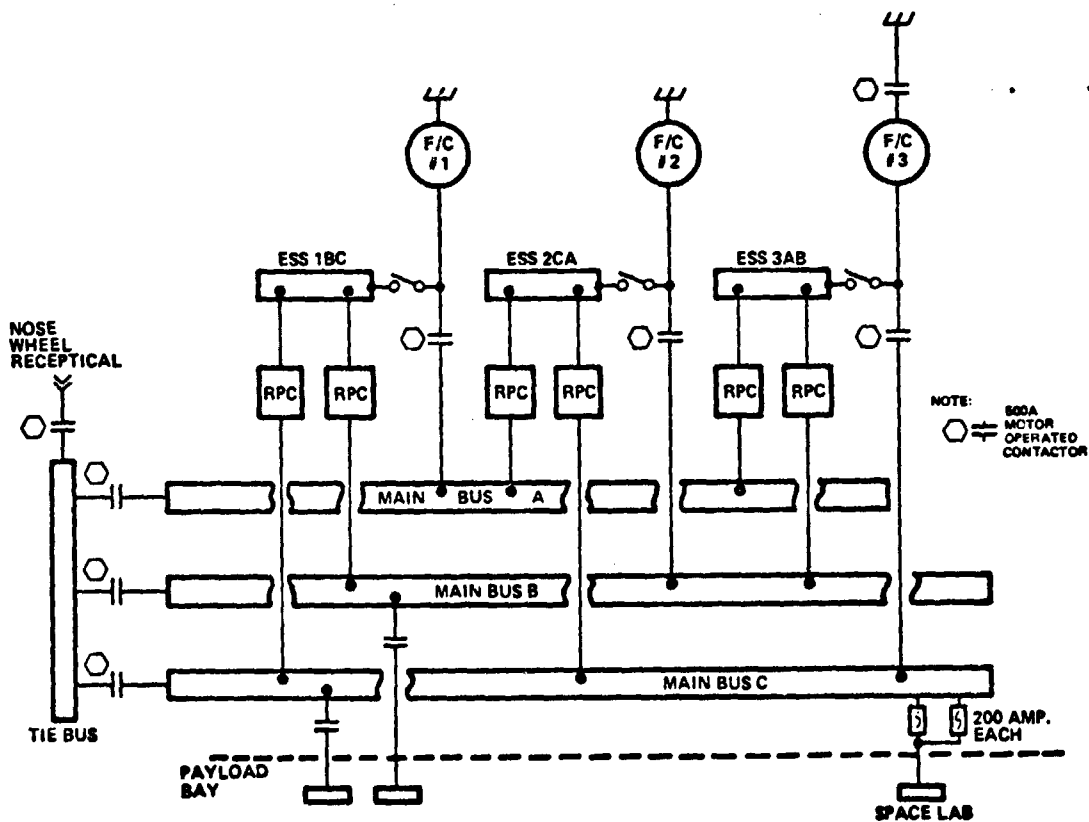 F/C
#1
F/C
#2
F/C
#3
ESS 1BC
ESS 2CA
ESS 3AB
NOSE
WHEEL
RECEPTICAL
RPC
RPC
RPC
RPC
RPC
RPC
NOTE:
500A
MOTOR
OPERATED
CONTACTOR
MAIN BUS A
MAIN BUS B
MAIN BUS C
TIE BUS
200 AMP.
EACH
PAYLOAD
BAY
SPACE LAB